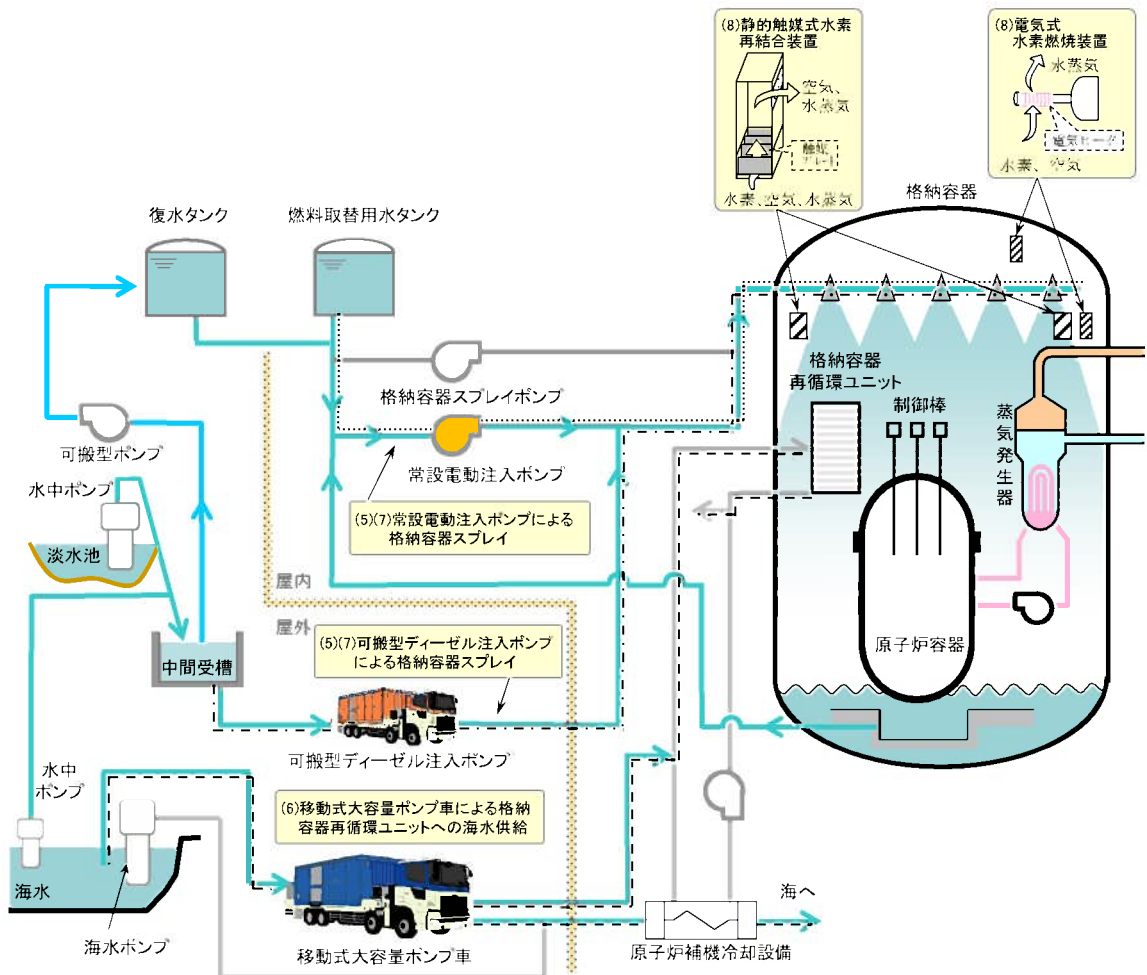 (8)静的触媒式水素
再結合装置
空気、
水蒸気
触媒
プレート
水素、空気、水蒸気
(8)電気式
水素燃焼装置
水蒸気
電気ヒータ
水素、空気
格納容器
復水タンク
燃料取替用水タンク
格納容器スプレイポンプ
格納容器
再循環ユニット
制御棒
蒸気発生器
可搬型ポンプ
常設電動注入ポンプ
水中ポンプ
(5)(7)常設電動注入ポンプによる
格納容器スプレイ
淡水池
屋内
屋外
原子炉容器
中間受槽
(5)(7)可搬型ディーゼル注入ポンプ
による格納容器スプレイ
可搬型ディーゼル注入ポンプ
水中
ポンプ
(6)移動式大容量ポンプ車による格納
容器再循環ユニットへの海水供給
海水
海へ
海水ポンプ
移動式大容量ポンプ車
原子炉補機冷却設備